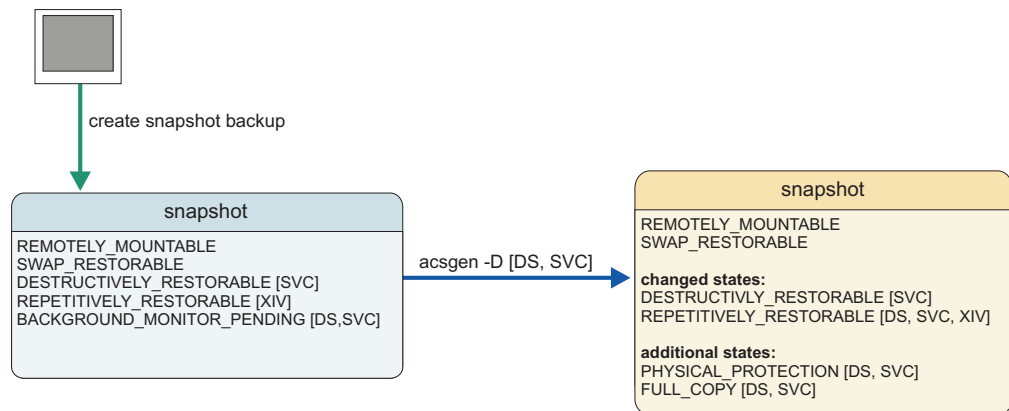 create snapshot backup
snapshot
REMOTELY_MOUNTABLE
SWAP_RESTORABLE
DESTRUCTIVELY_RESTORABLE [SVC]
REPETITIVELY_RESTORABLE [XIV]
BACKGROUND_MONITOR_PENDING [DS,SVC]
acsgen -D [DS, SVC]
snapshot
REMOTELY_MOUNTABLE
SWAP_RESTORABLE
changed states:
DESTRUCTIVLY_RESTORABLE [SVC]
REPETITIVELY_RESTORABLE [DS, SVC, XIV]
additional states:
PHYSICAL_PROTECTION [DS, SVC]
FULL_COPY [DS, SVC]